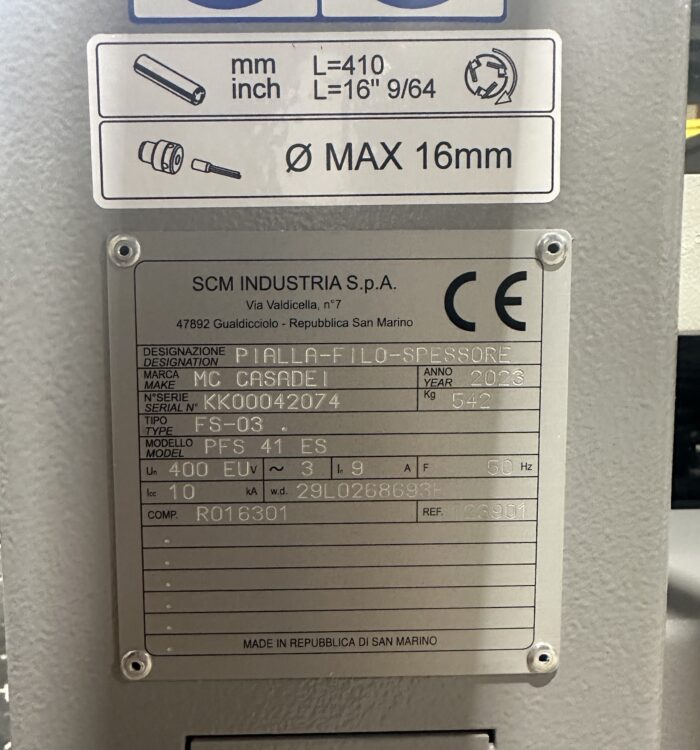 mm L=410
inch L=16" 9/64
Ø MAX 16mm
SCM INDUSTRIA S.p.A.
Via Valdicella, n°7
47892 Gualdicciolo - Repubblica San Marino
CE
DESIGNAZIONE
DESIGNATION PIALLA-FILO-SPESSORE
MARCA
MAKE MC CASADEI ANNO
YEAR 2023
N°SERIE
SERIAL N° KK00042074 Kg 542
TIPO
TYPE FS-03 .
MODELLO
MODEL PFS 41 ES
Un 400 EU V ~ 3 In 9 A F 50 Hz
Icc 10 kA w.d.
COMP. R016301 REF.
MADE IN REPUBBLICA DI SAN MARINO